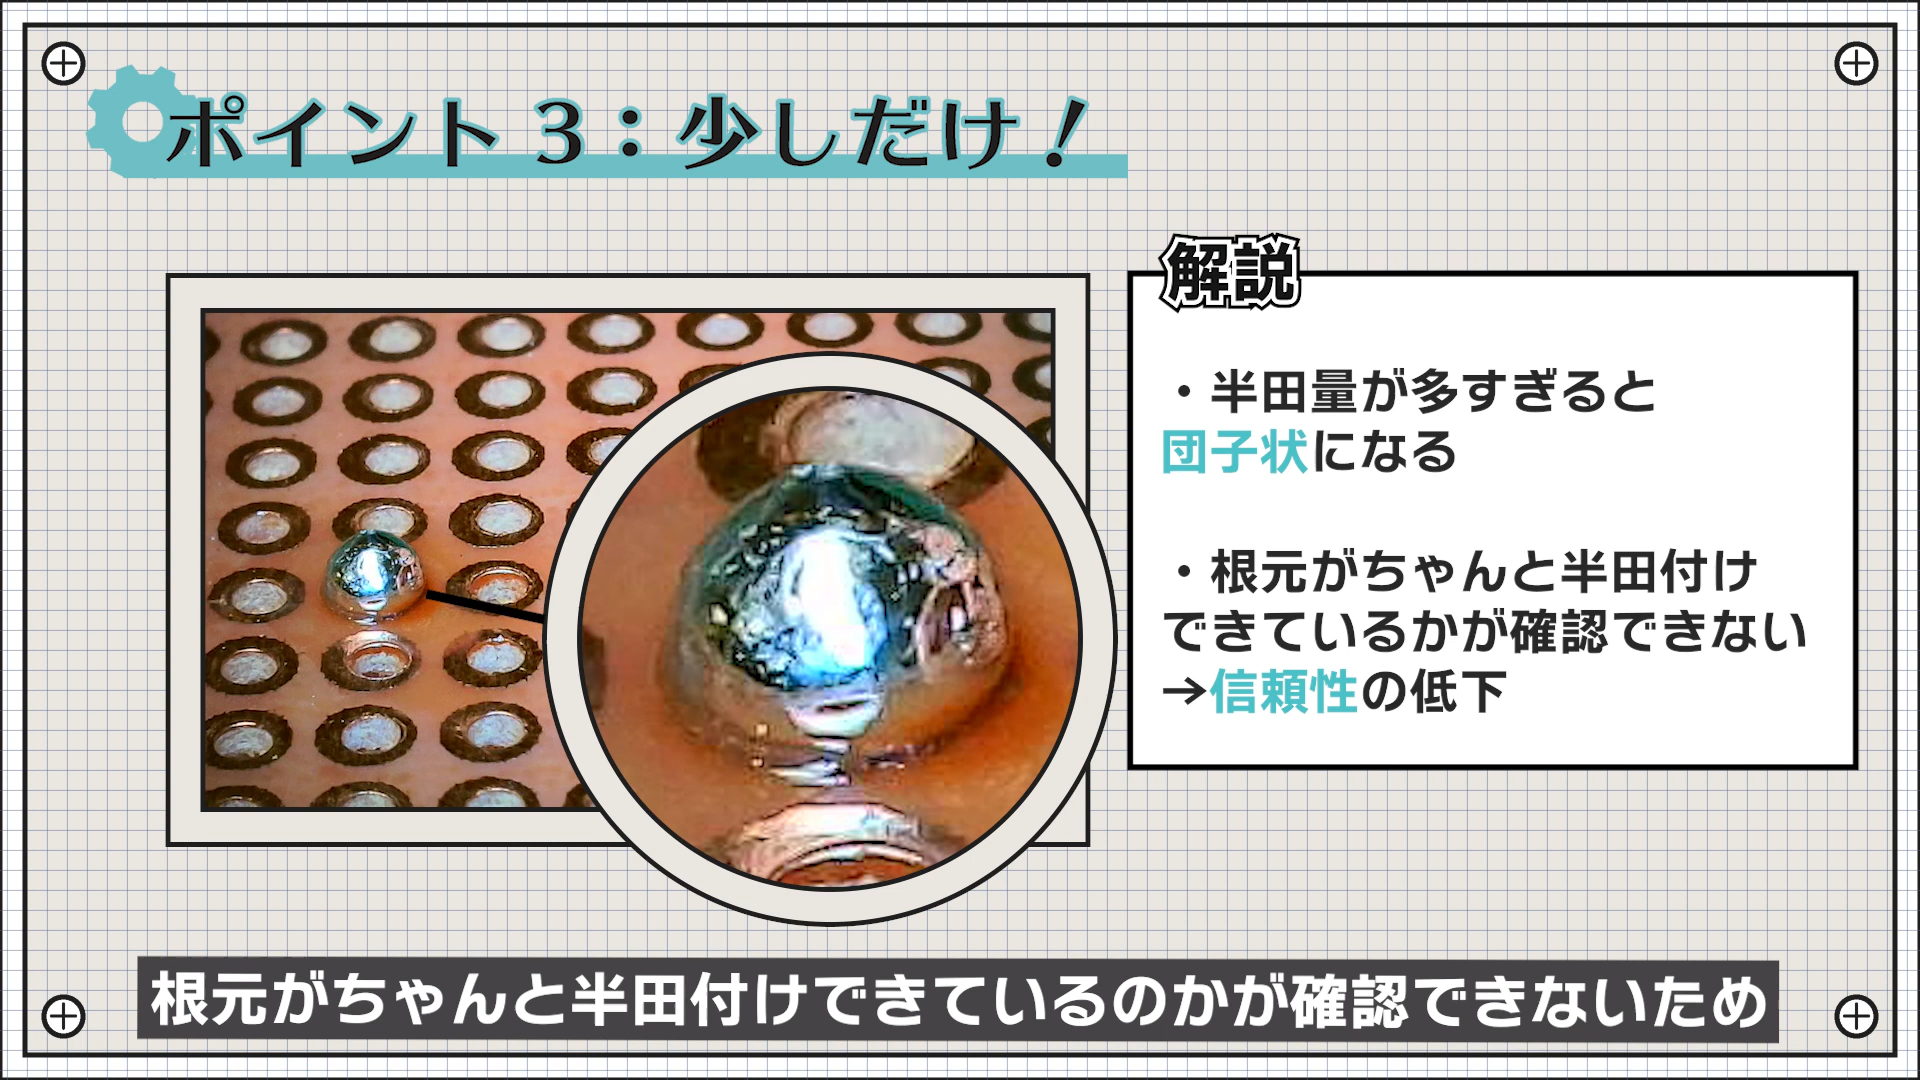 ポイント3：少しだけ！
解説
・半田量が多すぎると
団子状になる
・根元がちゃんと半田付け
できているかが確認できない
→信頼性の低下
根元がちゃんと半田付けできているのかが確認できないため